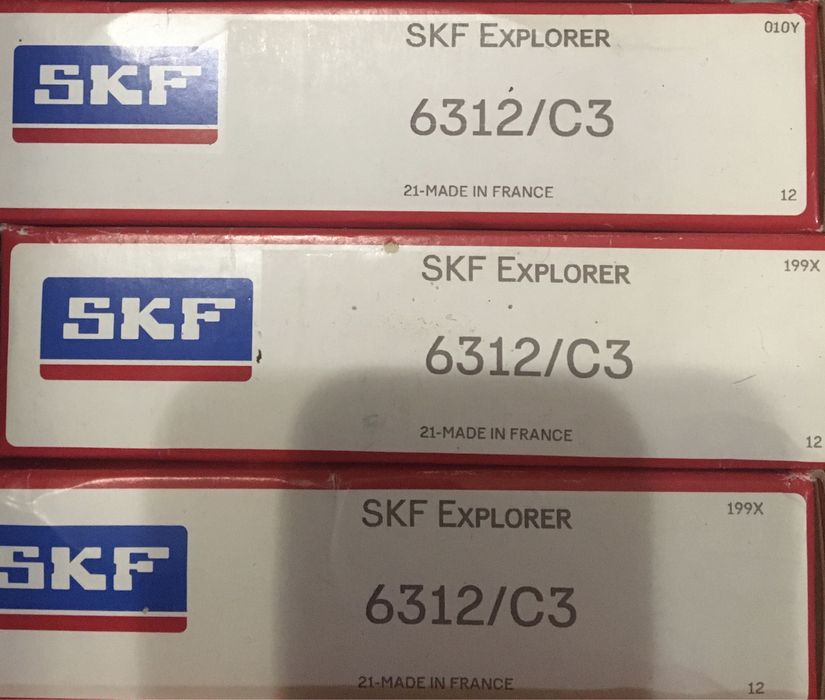 SKF
SKF EXPLORER
010Y
6312/C3
21-MADE IN FRANCE
12
SKF
SKF EXPLORER
199X
6312/C3
21-MADE IN FRANCE
12
SKF
SKF EXPLORER
199X
6312/C3
21-MADE IN FRANCE
12